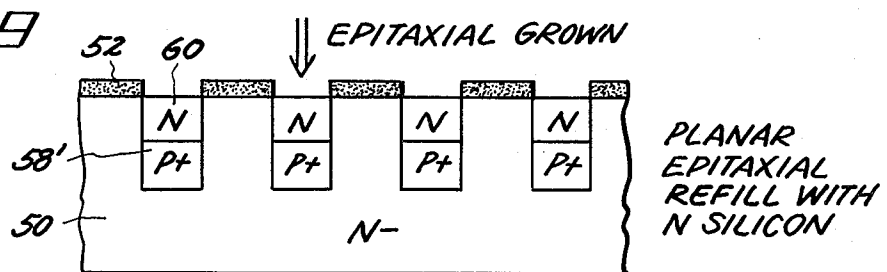 9
EPITAXIAL GROWN
52 60
N N N N
58' P+ P+ P+ P+
50 N-
PLANAR
EPITAXIAL
REFILL WITH
N SILICON